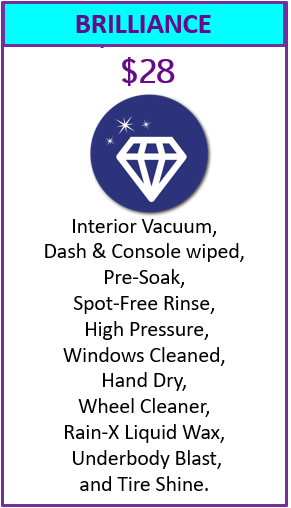 BRILLIANCE
$28
Interior Vacuum,
Dash & Console wiped,
Pre-Soak,
Spot-Free Rinse,
High Pressure,
Windows Cleaned,
Hand Dry,
Wheel Cleaner,
Rain-X Liquid Wax,
Underbody Blast,
and Tire Shine.